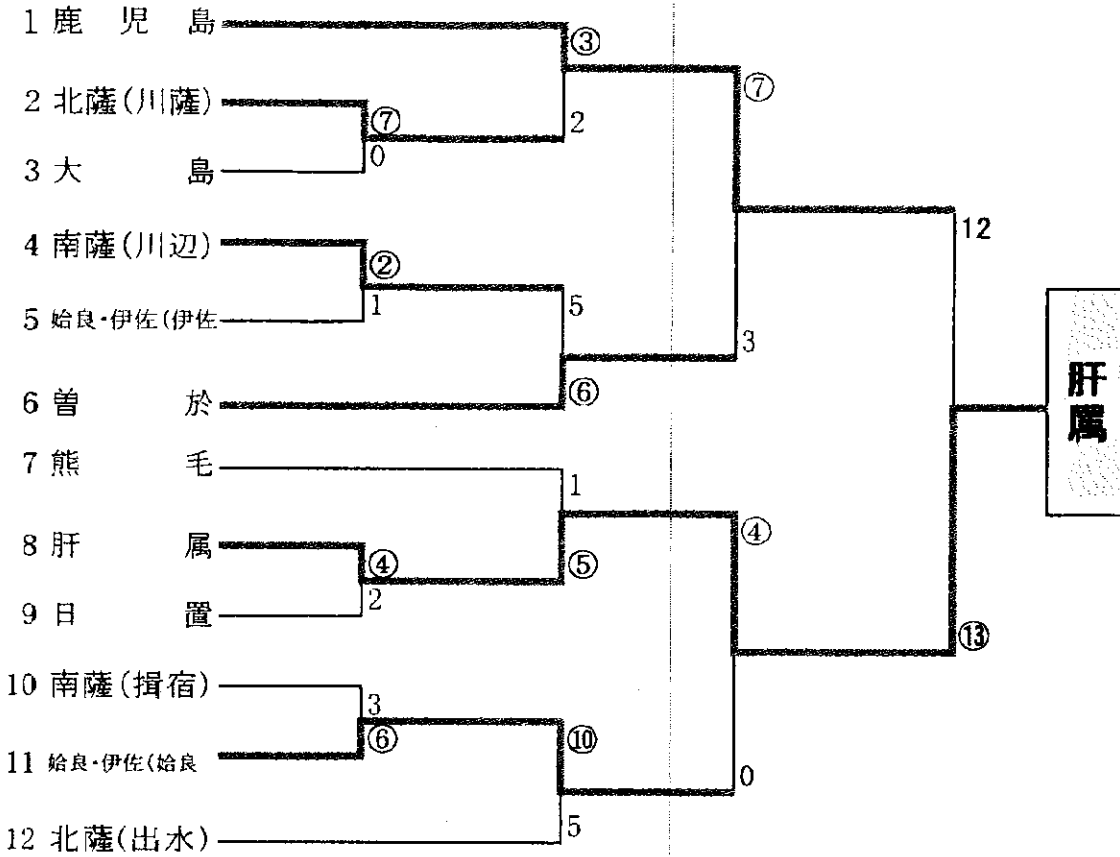 1 鹿児島
③
2 北薩(川薩)
⑦
2
⑦
0
3 大島
4 南薩(川辺)
12
②
5
1
5 姶良・伊佐(伊佐
3
6 曽於
⑥
肝属
7 熊毛
1
8 肝属
④
④
⑤
2
9 日置
⑬
10 南薩(揖宿)
3
⑥
⑩
11 姶良・伊佐(姶良
0
5
12 北薩(出水)